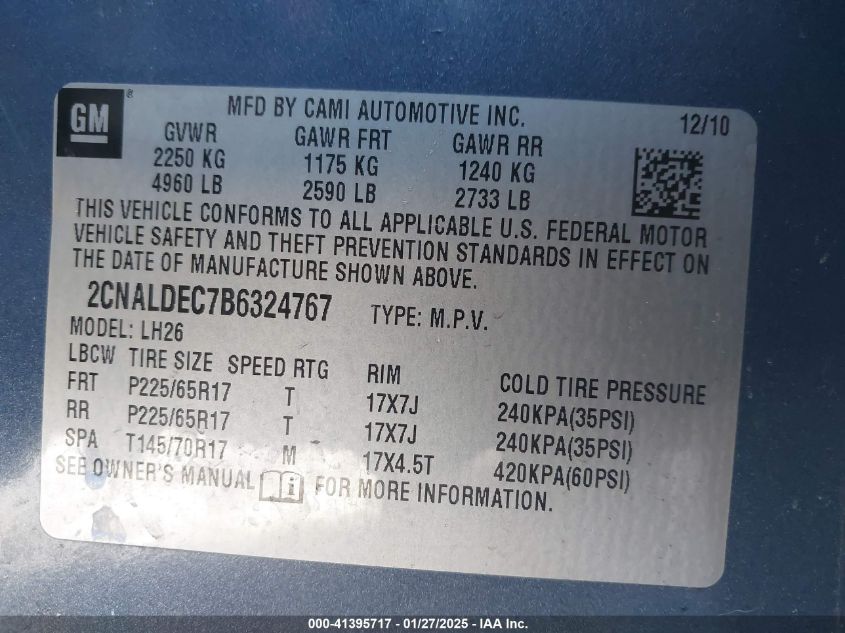 GM ®
MFD BY CAMI AUTOMOTIVE INC. 12/10
GVWR GAWR FRT GAWR RR
2250 KG 1175 KG 1240 KG
4960 LB 2590 LB 2733 LB
THIS VEHICLE CONFORMS TO ALL APPLICABLE U.S. FEDERAL MOTOR
VEHICLE SAFETY AND THEFT PREVENTION STANDARDS IN EFFECT ON
THE DATE OF MANUFACTURE SHOWN ABOVE.
2CNALDEC7B6324767 TYPE: M.P.V.
MODEL: LH26
LBCW TIRE SIZE SPEED RTG RIM COLD TIRE PRESSURE
FRT P225/65R17 T 17X7J 240KPA(35PSI)
RR P225/65R17 T 17X7J 240KPA(35PSI)
SPA T145/70R17 M 17X4.5T 420KPA(60PSI)
SEE OWNER'S MANUAL i FOR MORE INFORMATION.
000-41395717 - 01/27/2025 - IAA Inc.